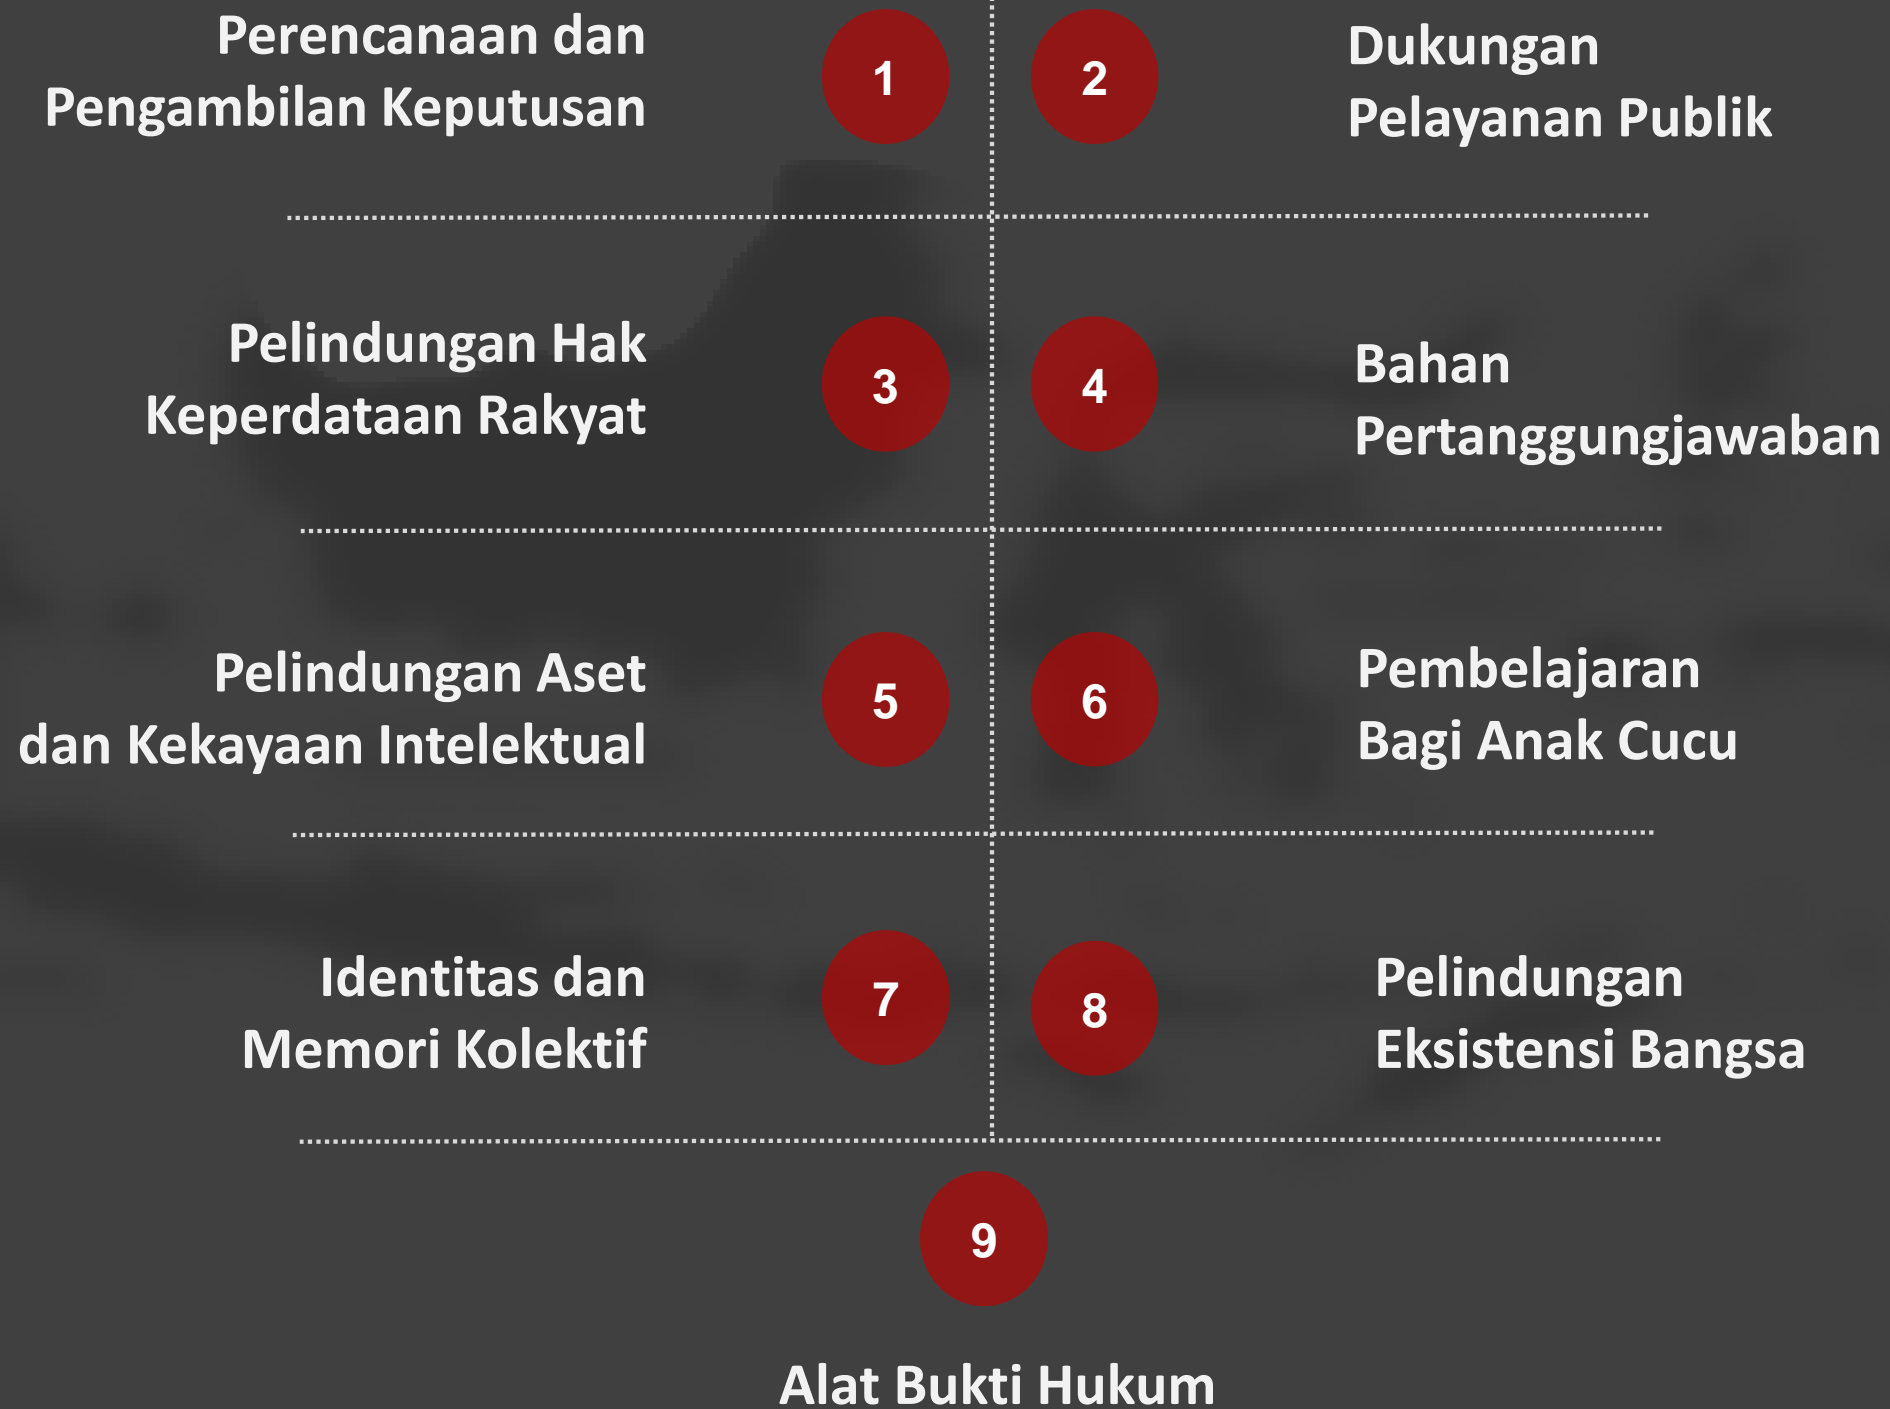 Perencanaan dan
Pengambilan Keputusan
1
2
Dukungan
Pelayanan Publik
Pelindungan Hak
Keperdataan Rakyat
3
4
Bahan
Pertanggungjawaban
Pelindungan Aset
dan Kekayaan Intelektual
5
6
Pembelajaran
Bagi Anak Cucu
Identitas dan
Memori Kolektif
7
8
Pelindungan
Eksistensi Bangsa
9
Alat Bukti Hukum